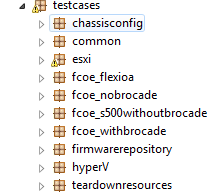 testcases
chassisconfig
common
esxi
fcoe_flexioa
fcoe_nobrocade
fcoe_s500withoutbrocade
fcoe_withbrocade
firmwarerepository
hyperV
teardownresources